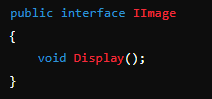 public interface IImage
{
    void Display();
}